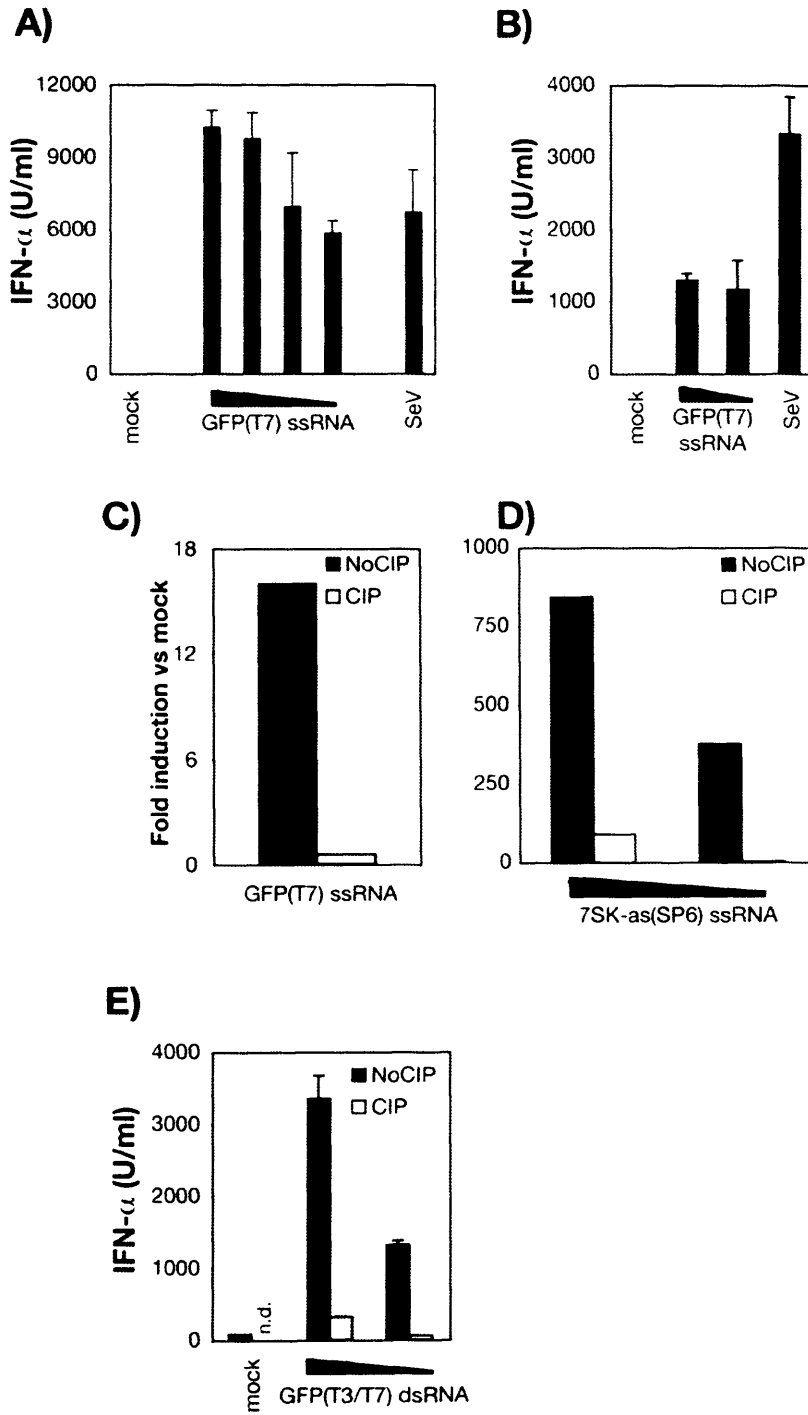 A)
IFN-α (U/ml)
12000
9000
6000
3000
0
mock
GFP(T7) ssRNA
SeV
B)
IFN-α (U/ml)
4000
3000
2000
1000
0
mock
GFP(T7)
ssRNA
SeV
C)
Fold induction vs mock
18
12
6
0
NoCIP
CIP
GFP(T7) ssRNA
D)
1000
750
500
250
0
NoCIP
CIP
7SK-as(SP6) ssRNA
E)
IFN-α (U/ml)
4000
3000
2000
1000
0
NoCIP
CIP
mock
n.d.
GFP(T3/T7) dsRNA